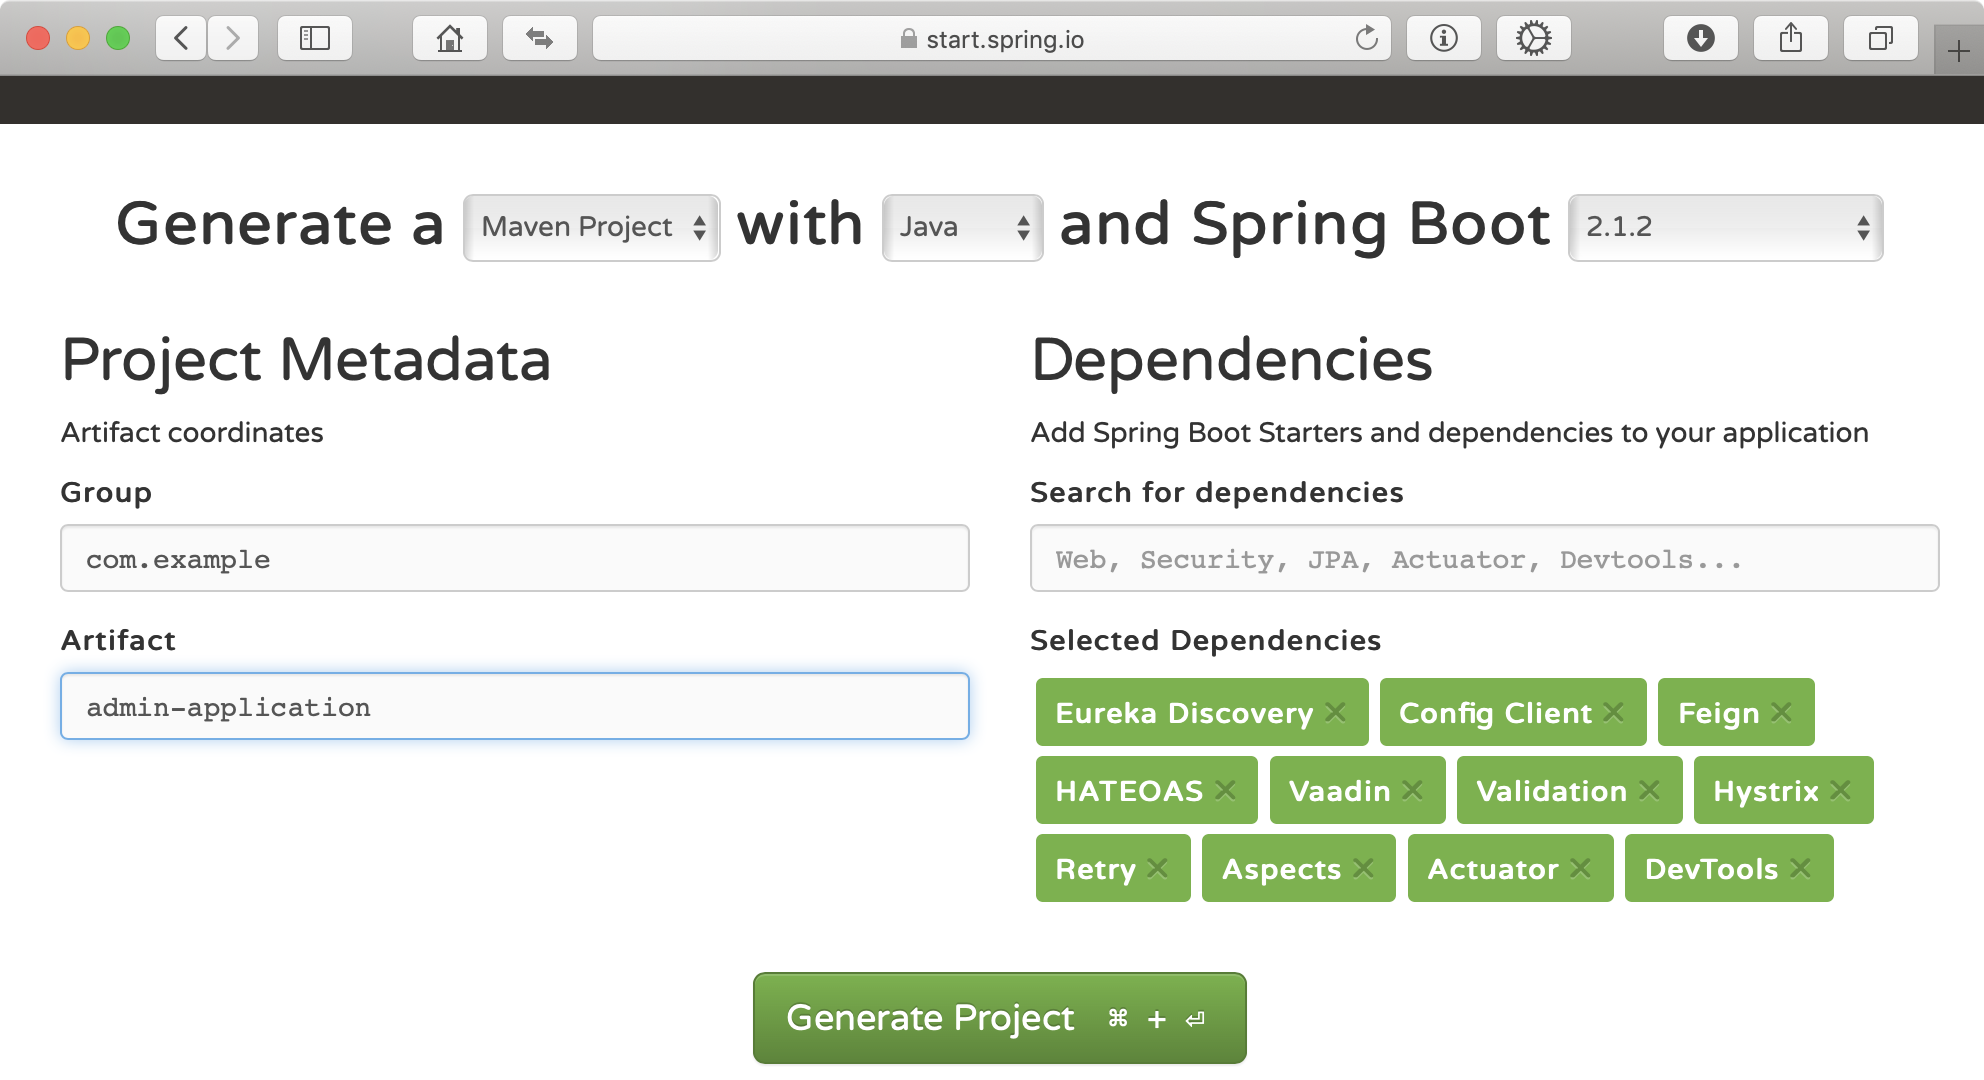 start.spring.io
Generate a Maven Project with Java and Spring Boot 2.1.2
Project Metadata
Artifact coordinates
Group
com.example
Artifact
admin-application
Dependencies
Add Spring Boot Starters and dependencies to your application
Search for dependencies
Web, Security, JPA, Actuator, Devtools...
Selected Dependencies
Eureka Discovery × Config Client × Feign ×
HATEOAS × Vaadin × Validation × Hystrix ×
Retry × Aspects × Actuator × DevTools ×
Generate Project ⌘ + ⏎